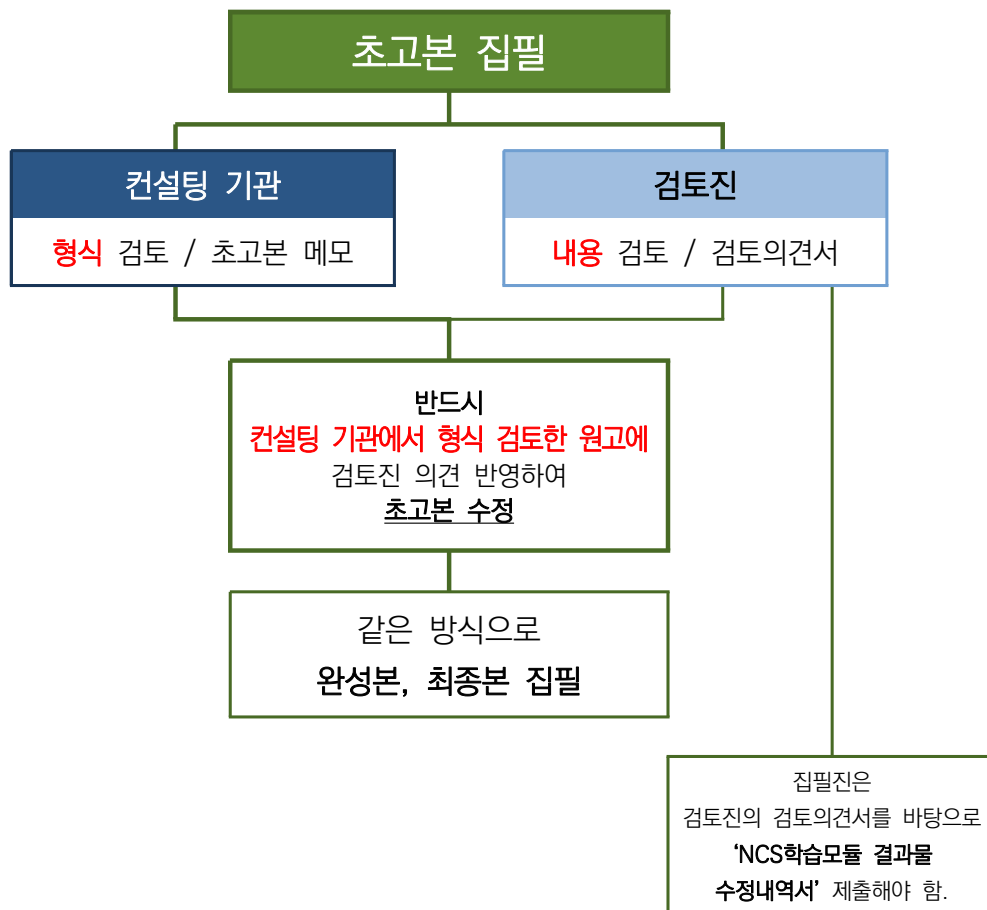 초고본 집필
컨설팅 기관
형식 검토 / 초고본 메모
검토진
내용 검토 / 검토의견서
반드시
컨설팅 기관에서 형식 검토한 원고에
검토진 의견 반영하여
초고본 수정
같은 방식으로
완성본, 최종본 집필
집필진은
검토진의 검토의견서를 바탕으로
‘NCS학습모듈 결과물
수정내역서’ 제출해야 함.